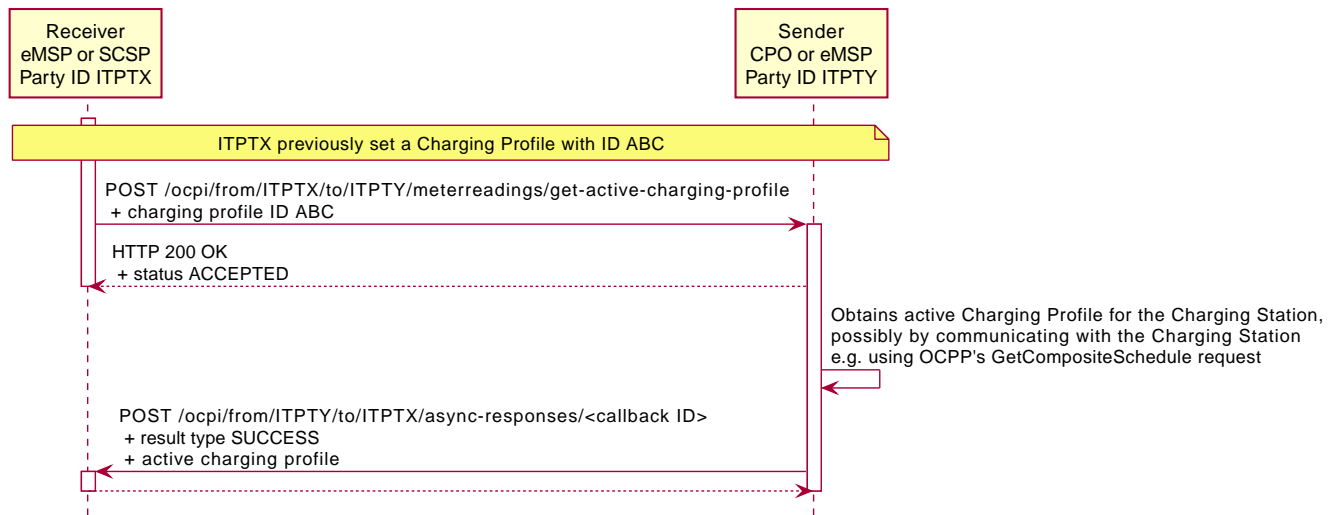 Receiver
eMSP or SCSP
Party ID ITPTX
Sender
CPO or eMSP
Party ID ITPTY
ITPTX previously set a Charging Profile with ID ABC
POST /ocpi/from/ITPTX/to/ITPTY/meterreadings/get-active-charging-profile
+ charging profile ID ABC
HTTP 200 OK
+ status ACCEPTED
Obtains active Charging Profile for the Charging Station,
possibly by communicating with the Charging Station
e.g. using OCPP's GetCompositeSchedule request
POST /ocpi/from/ITPTY/to/ITPTX/async-responses/<callback ID>
+ result type SUCCESS
+ active charging profile